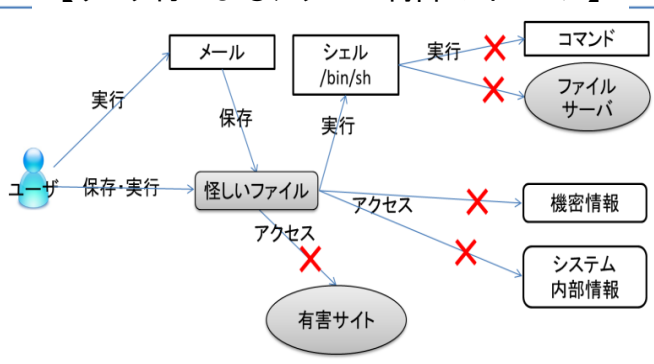 メール
シェル
/bin/sh
実行
コマンド
ファイル
サーバ
実行
保存
実行
ユーザ
保存・実行
怪しいファイル
アクセス
機密情報
アクセス
システム
内部情報
有害サイト